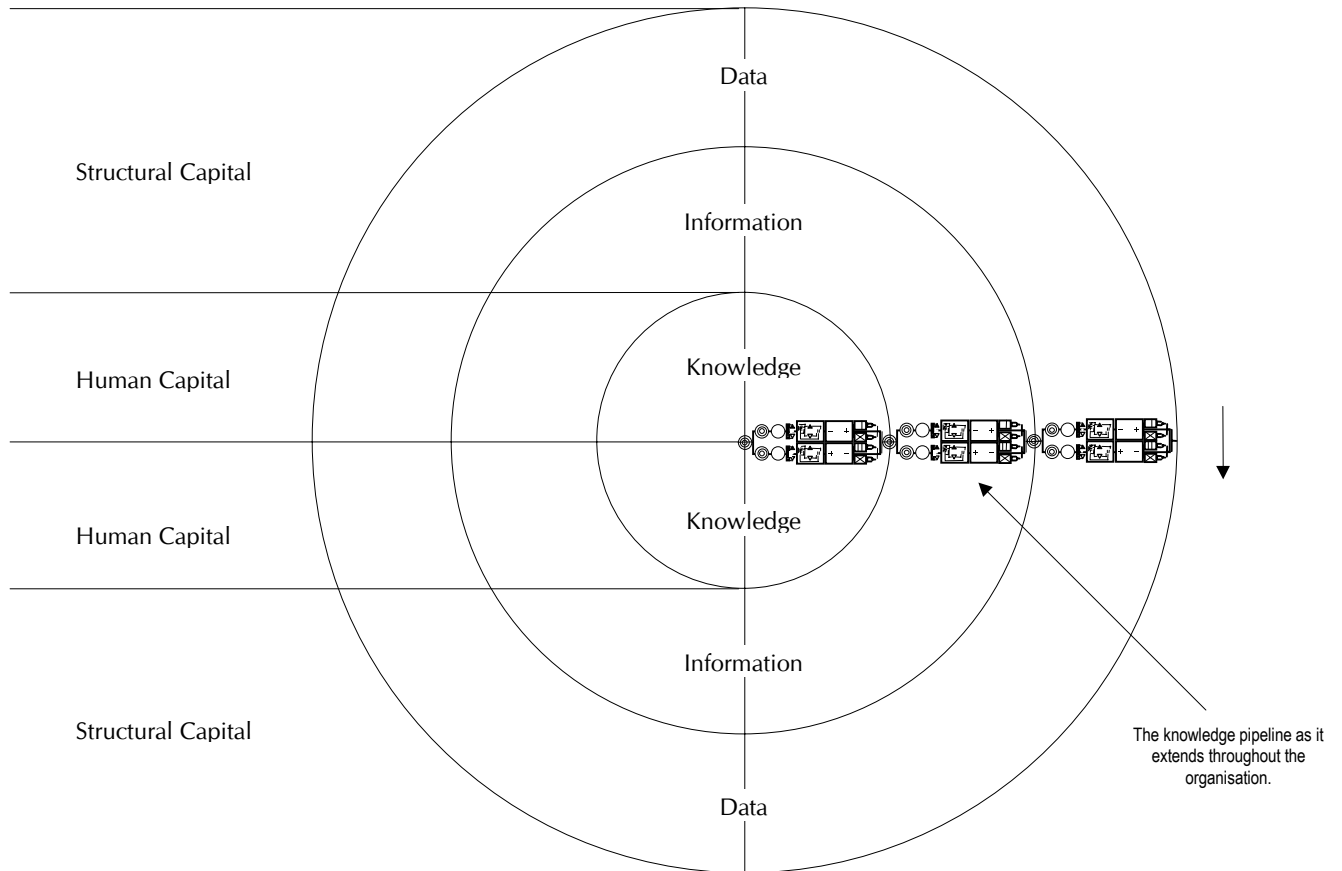 Data
Structural Capital
Information
Human Capital
Knowledge
Human Capital
Knowledge
Information
Structural Capital
The knowledge pipeline as it
extends throughout the
organisation.
Data